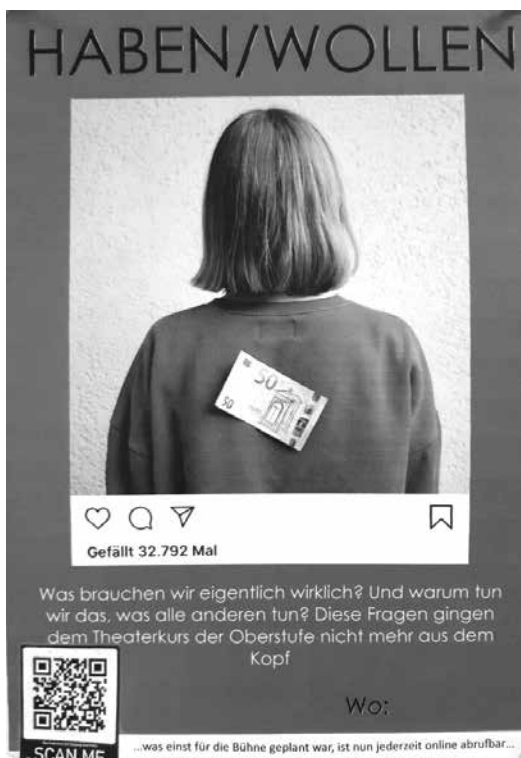 HABEN/WOLLEN
50
50
Gefällt 32.792 Mal
Was brauchen wir eigentlich wirklich? Und warum tun
wir das, was alle anderen tun? Diese Fragen gingen
dem Theaterkurs der Oberstufe nicht mehr aus dem
Kopf
Wo:
SCAN ME
...was einst für die Bühne geplant war, ist nun jederzeit online abrufbar...